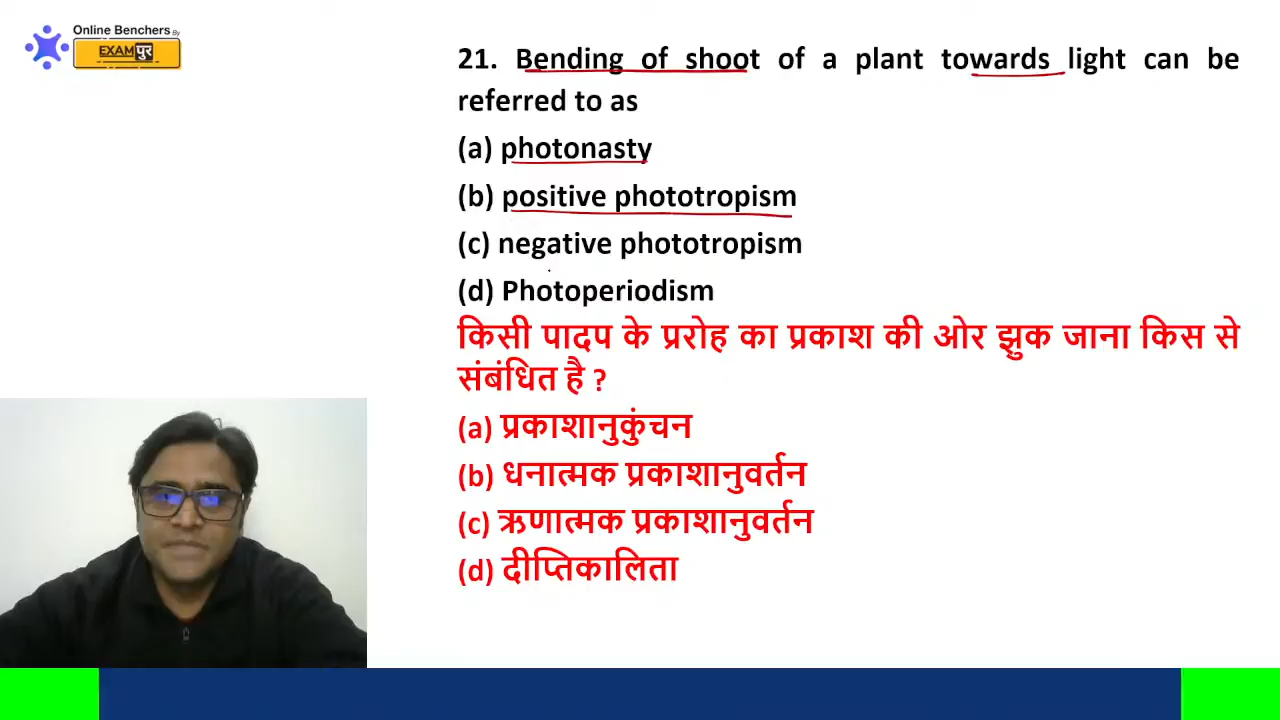 Online Benchers By
EXAMपुर
21. Bending of shoot of a plant towards light can be
referred to as
(a) photonasty
(b) positive phototropism
(c) negative phototropism
(d) Photoperiodism
किसी पादप के प्ररोह का प्रकाश की ओर झुक जाना किस से
संबंधित है ?
(a) प्रकाशानुकुंचन
(b) धनात्मक प्रकाशानुवर्तन
(c) ऋणात्मक प्रकाशानुवर्तन
(d) दीप्तिकालिता